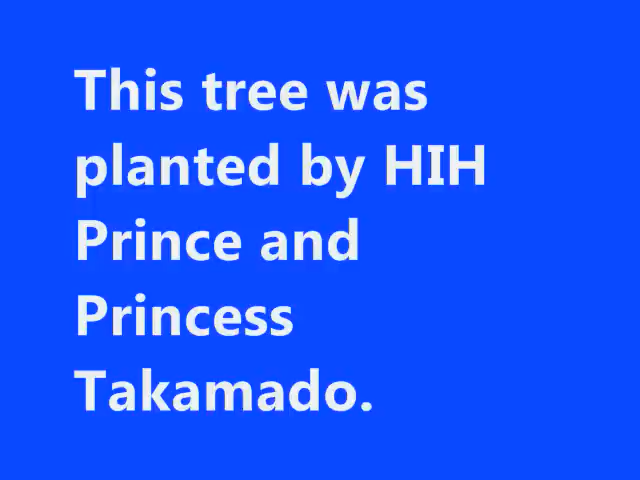 This tree was
planted by HIH
Prince and
Princess
Takamado.